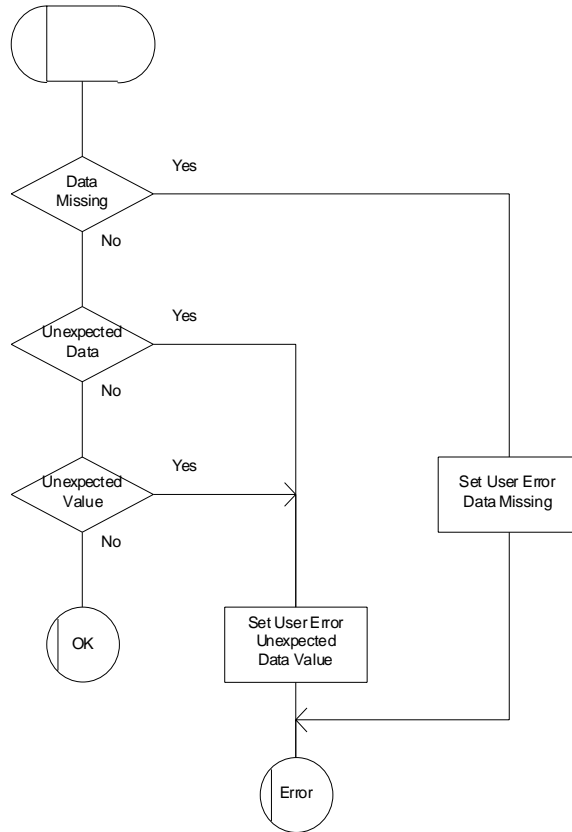 Yes
Data
Missing
No
Yes
Unexpected
Data
No
Yes
Unexpected
Value
Set User Error
Data Missing
No
OK
Set User Error
Unexpected
Data Value
Error